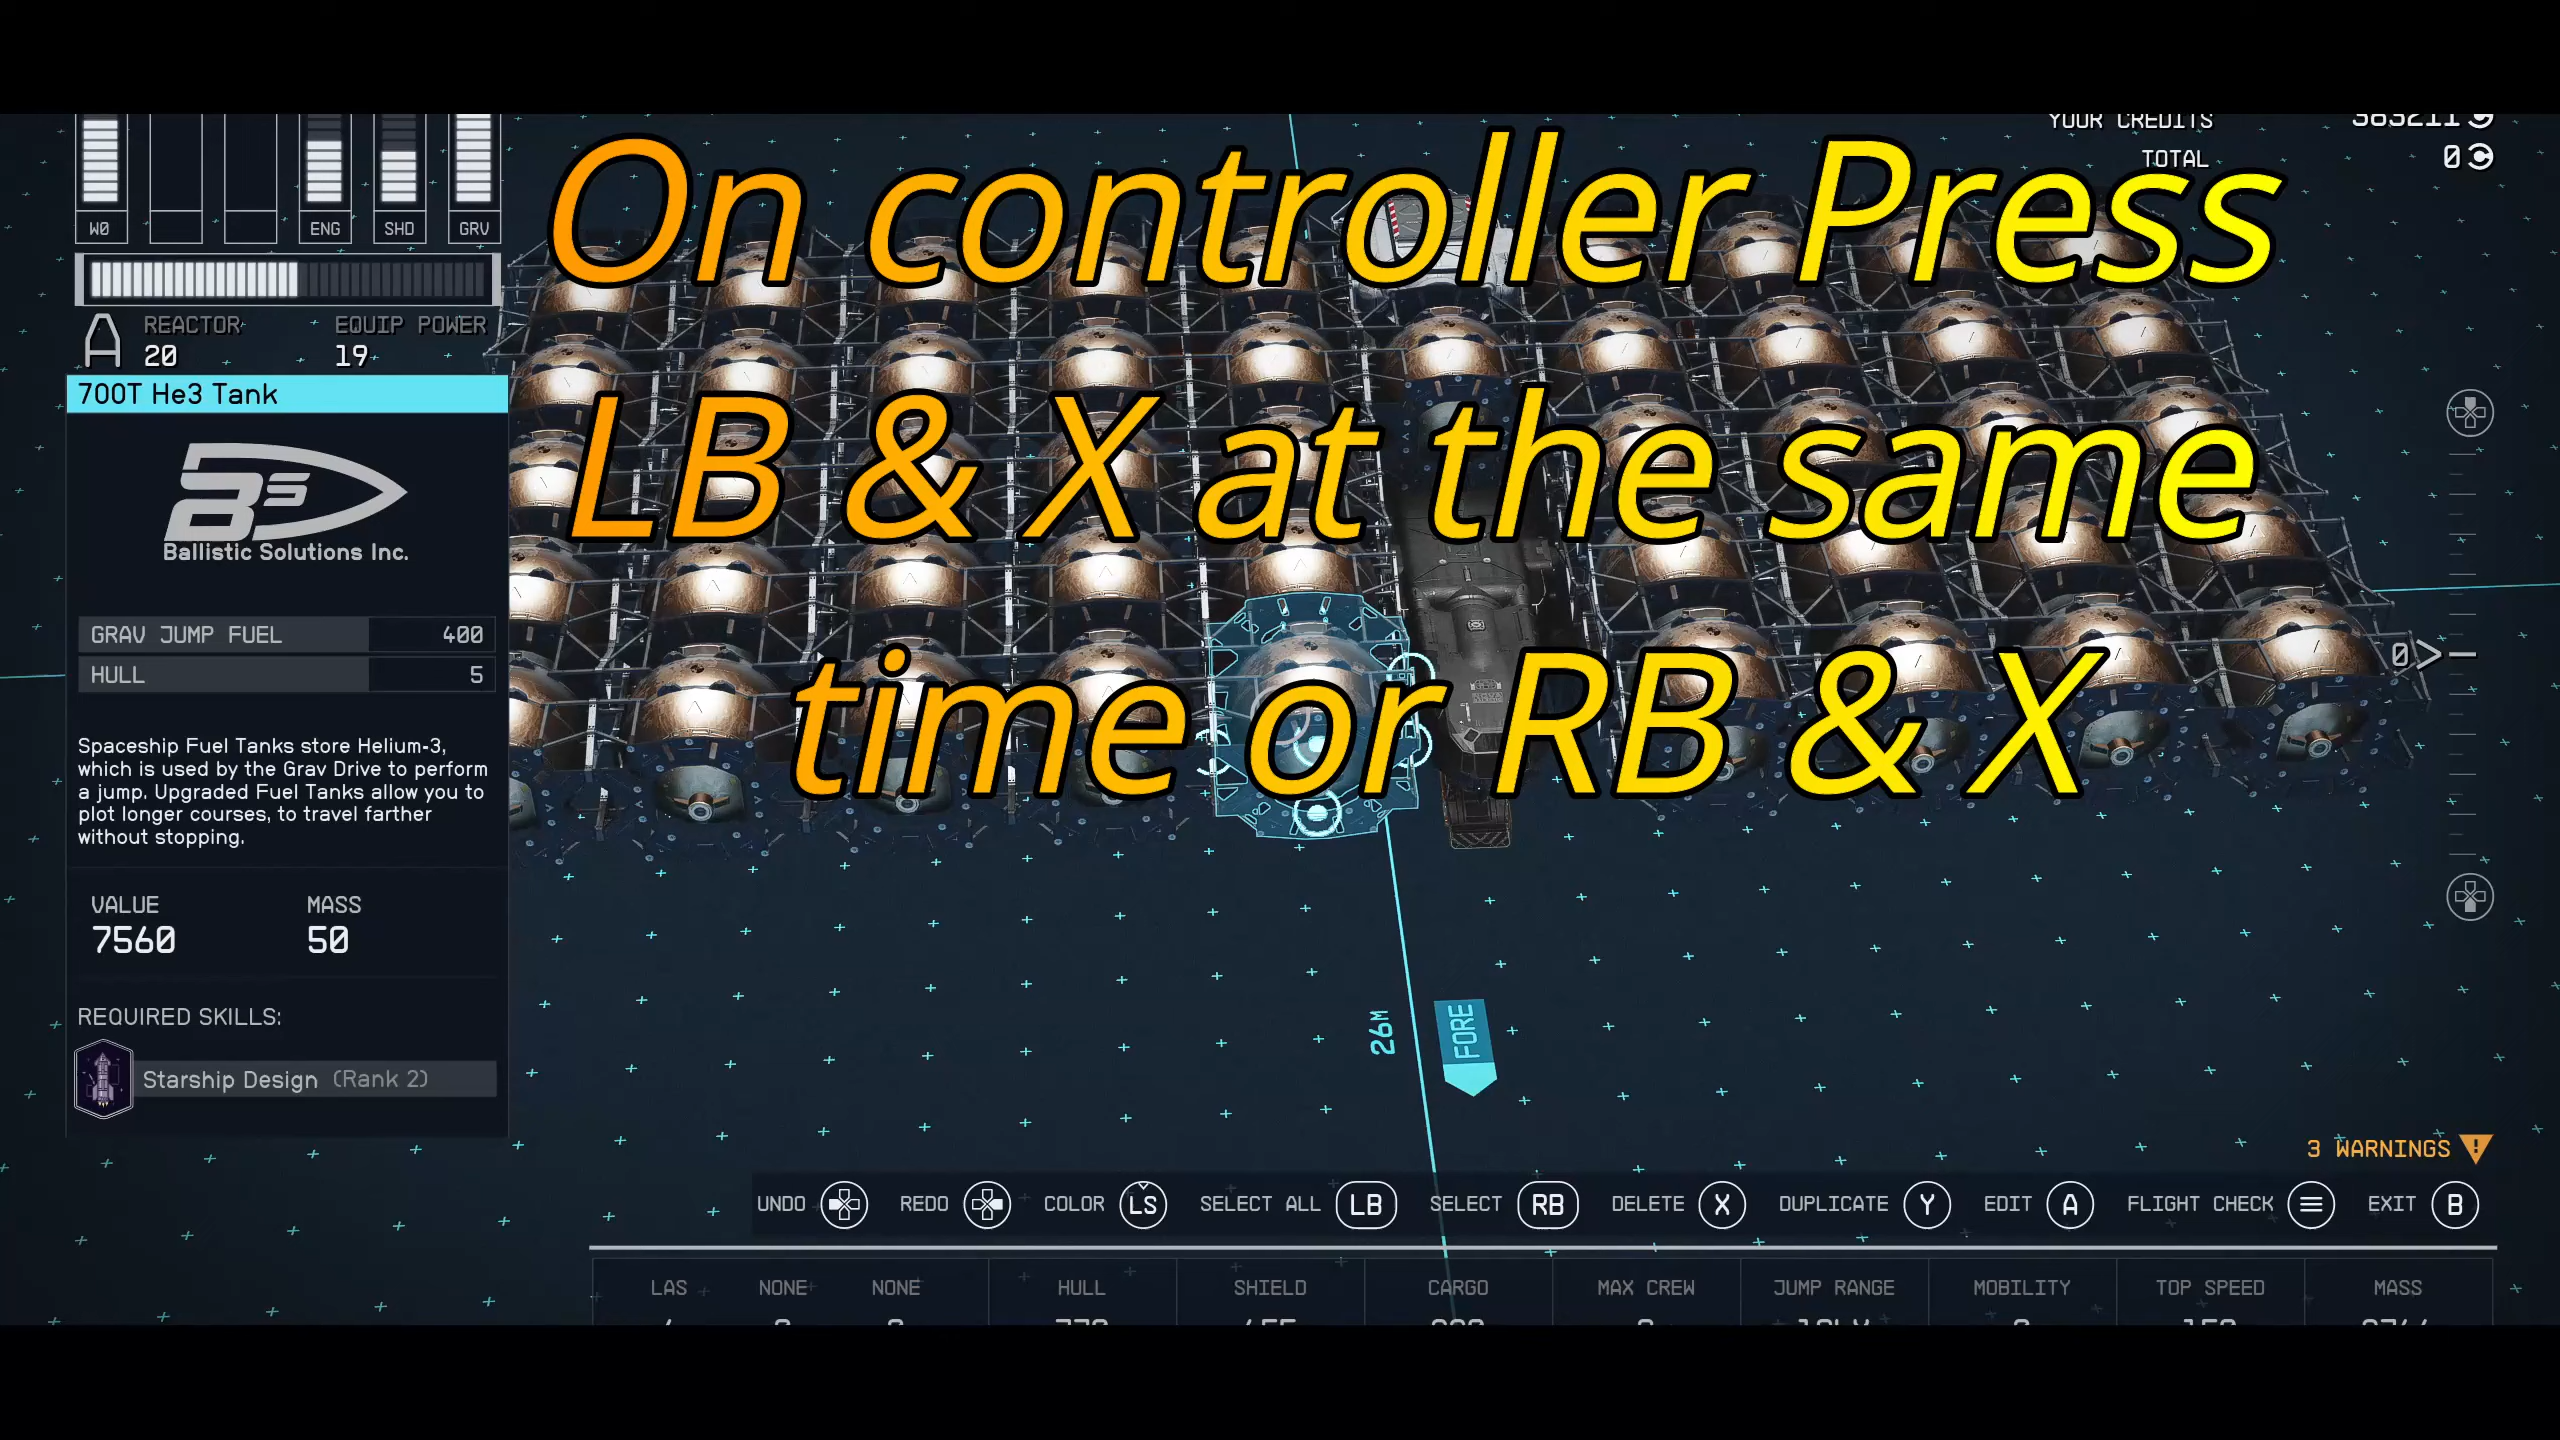 YOUR CREDITS
TOTAL 0
W0 ENG SHD GRV
On controller Press
LB & X at the same
time or RB & X
A REACTOR EQUIP POWER
20 19
700T He3 Tank
BS
Ballistic Solutions Inc.
GRAV JUMP FUEL 400
HULL 5
Spaceship Fuel Tanks store Helium-3,
which is used by the Grav Drive to perform
a jump. Upgraded Fuel Tanks allow you to
plot longer courses, to travel farther
without stopping.
VALUE MASS
7560 50
REQUIRED SKILLS:
Starship Design (Rank 2)
0
26M
FORE
3 WARNINGS
UNDO REDO COLOR LS SELECT ALL LB SELECT RB DELETE X DUPLICATE Y EDIT A FLIGHT CHECK EXIT B
LAS NONE NONE HULL SHIELD CARGO MAX CREW JUMP RANGE MOBILITY TOP SPEED MASS